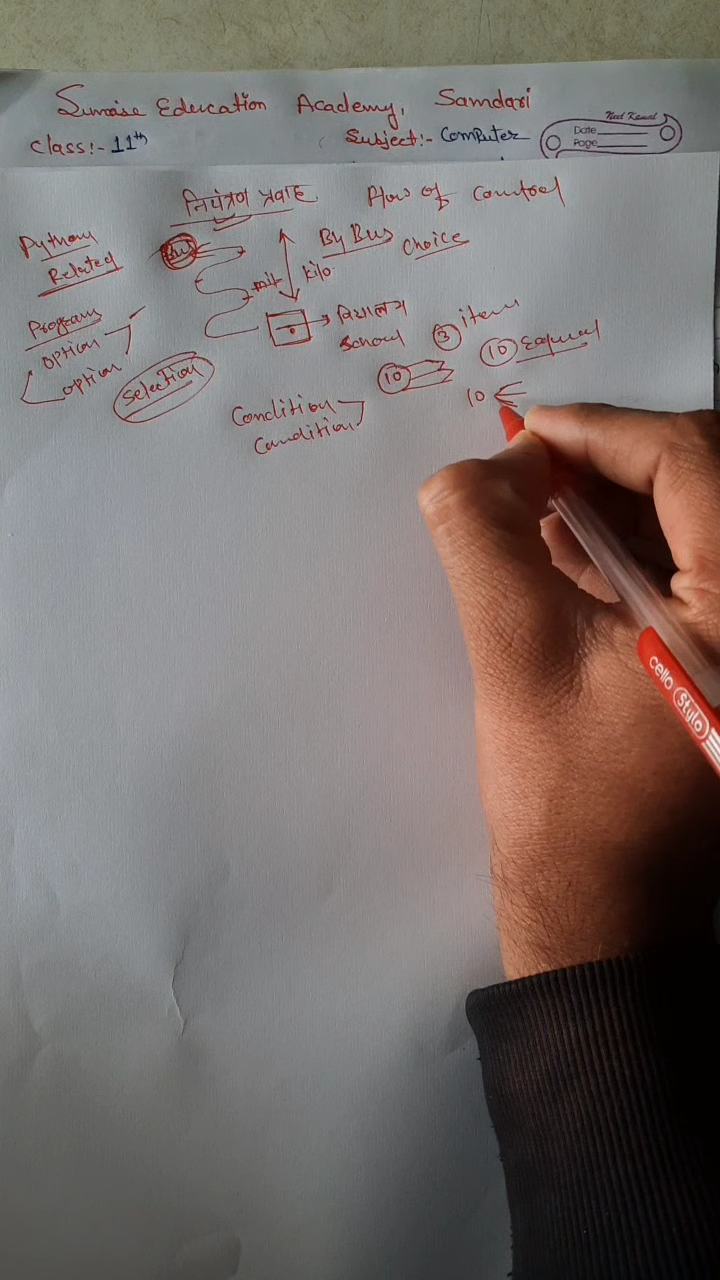 Sunrise Education Academy, Samdari
Class:- 11th
Subject:- Computer
Neel Kamal
Date
Page
नियंत्रण प्रवाह Flow of Control
Python
Related
Bus
By Bus Choice
kilo
Program
option
option
Selection
विद्यालय
School
3 item
10 Equal
10
10
Condition
Condition
cello Stylo